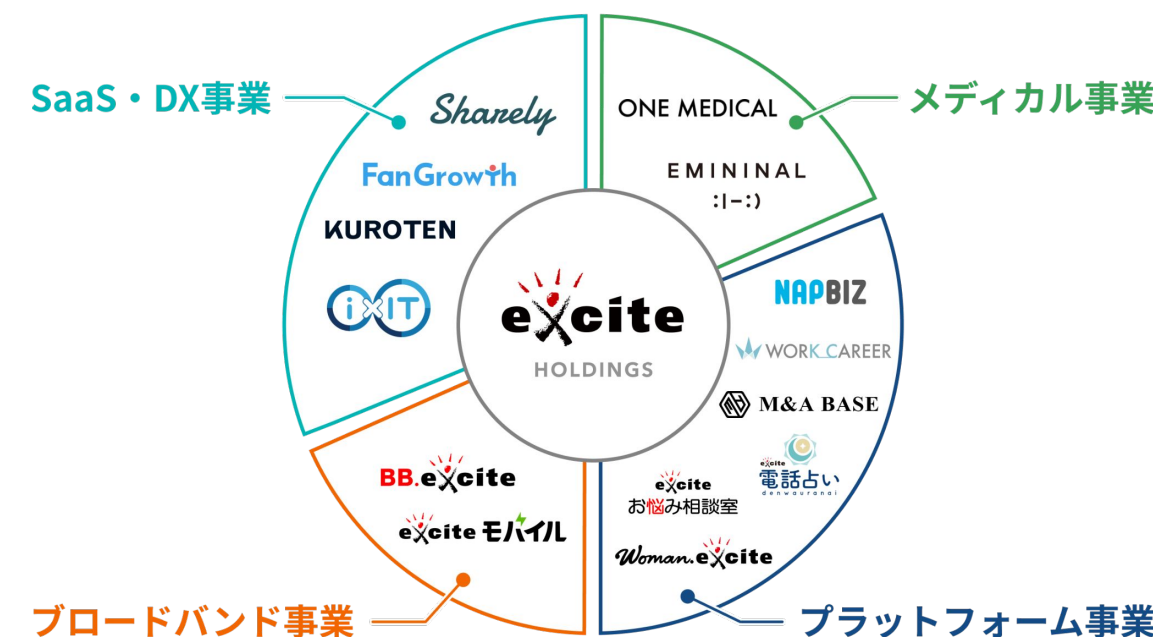 SaaS・DX事業
Sharely
FanGrowth
KUROTEN
iXIT
メディカル事業
ONE MEDICAL
EMININAL
:|-:)
excite
HOLDINGS
NAPBIZ
WORK_CAREER
M&A BASE
excite
電話占い
denwauranai
excite
お悩み相談室
Woman.excite
プラットフォーム事業
BB.excite
excite モバイル
ブロードバンド事業